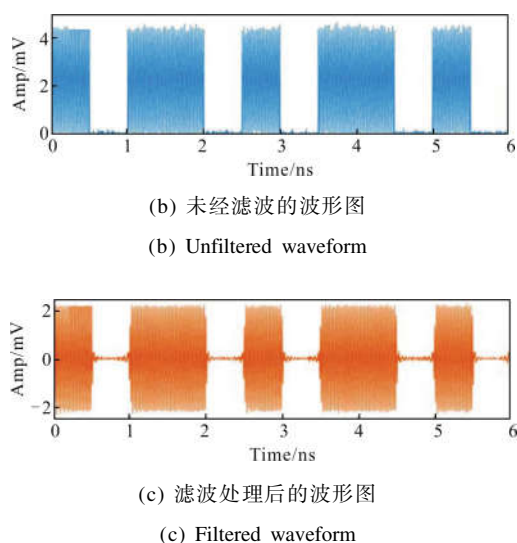 Amp/mV
4
2
0
0 1 2 3 4 5 6
Time/ns
(b) 未经滤波的波形图
(b) Unfiltered waveform
Amp/mV
2
0
−2
0 1 2 3 4 5 6
Time/ns
(c) 滤波处理后的波形图
(c) Filtered waveform